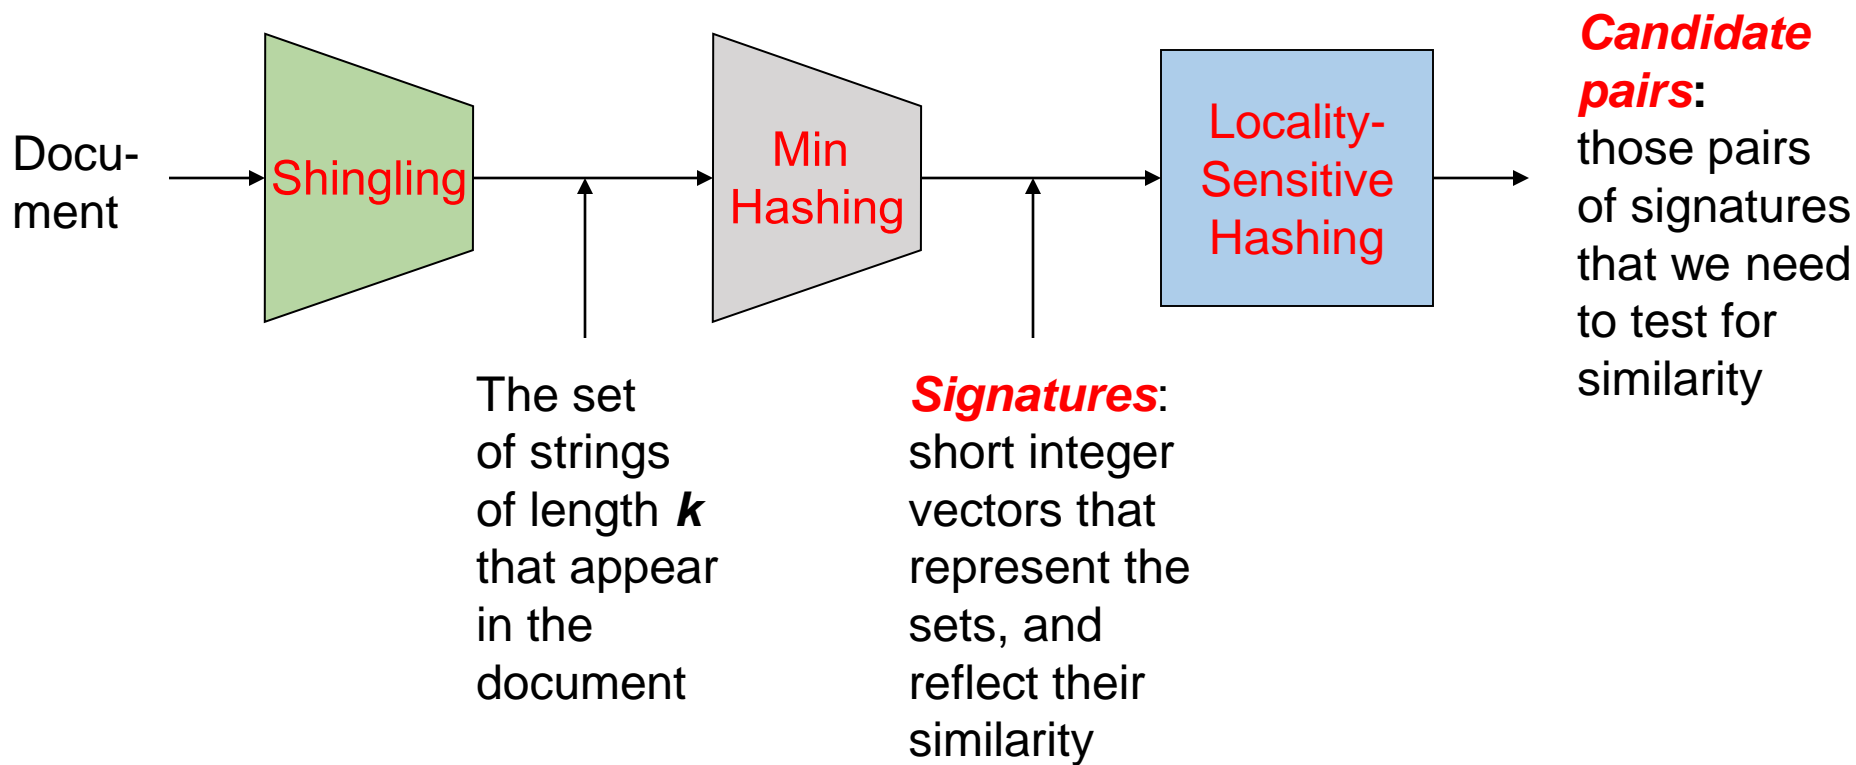 Docu-
ment
Shingling
The set
of strings
of length k
that appear
in the
document
Min
Hashing
Signatures:
short integer
vectors that
represent the
sets, and
reflect their
similarity
Locality-
Sensitive
Hashing
Candidate
pairs:
those pairs
of signatures
that we need
to test for
similarity